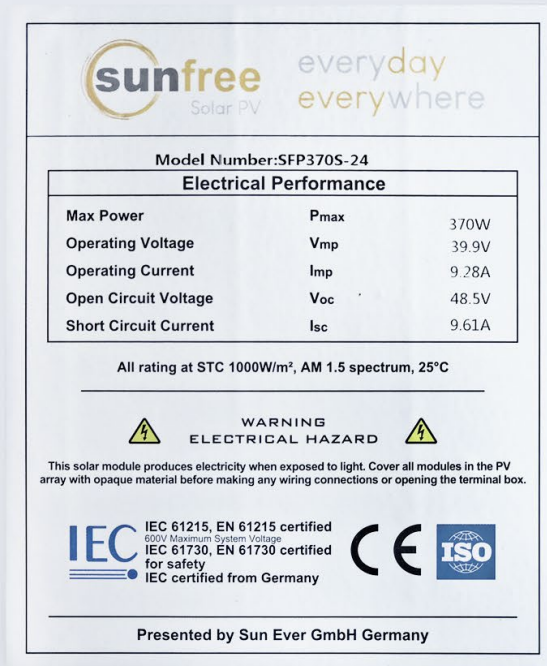 sunfree
Solar PV
everyday
everywhere
Model Number:SFP370S-24
Electrical Performance
Max Power Pmax 370W
Operating Voltage Vmp 39.9V
Operating Current Imp 9.28A
Open Circuit Voltage Voc 48.5V
Short Circuit Current Isc 9.61A
All rating at STC 1000W/m², AM 1.5 spectrum, 25°C
WARNING
ELECTRICAL HAZARD
This solar module produces electricity when exposed to light. Cover all modules in the PV
array with opaque material before making any wiring connections or opening the terminal box.
IEC
IEC 61215, EN 61215 certified
600V Maximum System Voltage
IEC 61730, EN 61730 certified
for safety
IEC certified from Germany
CE
ISO
Presented by Sun Ever GmbH Germany